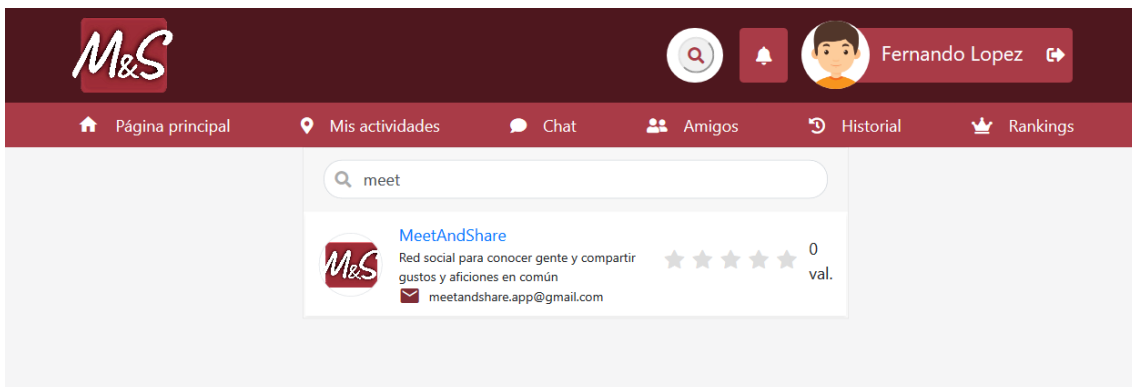 M&S
Fernando Lopez
Página principal
Mis actividades
Chat
Amigos
Historial
Rankings
meet
M&S
MeetAndShare
Red social para conocer gente y compartir
gustos y aficiones en común
meetandshare.app@gmail.com
0
val.